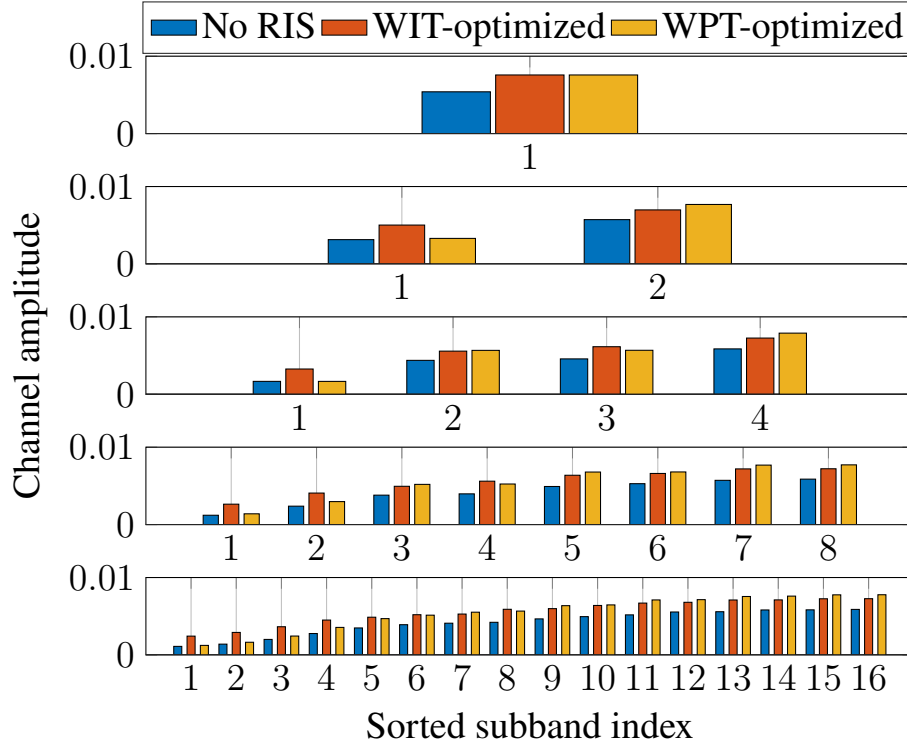 No RIS WIT-optimized WPT-optimized
0.01
0
1
0.01
0
1 2
0.01
0
1 2 3 4
0.01
0
1 2 3 4 5 6 7 8
0.01
0
1 2 3 4 5 6 7 8 9 10 11 12 13 14 15 16
Channel amplitude
Sorted subband index